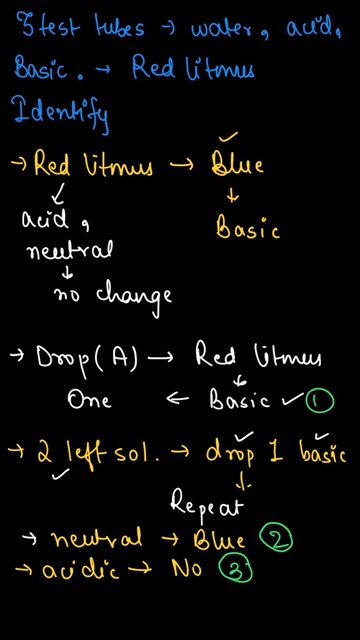 3 test tubes → water, acid,
Basic. → Red litmus
Identify
→ Red litmus → Blue ✓
↓
acid, Basic
neutral
↓
no change
→ Drop (A) → Red litmus
↓
One ← Basic ✓ ①
→ 2 left sol. → drop 1 basic
✓ ↓
Repeat
→ neutral → Blue ②
→ acidic → No ③